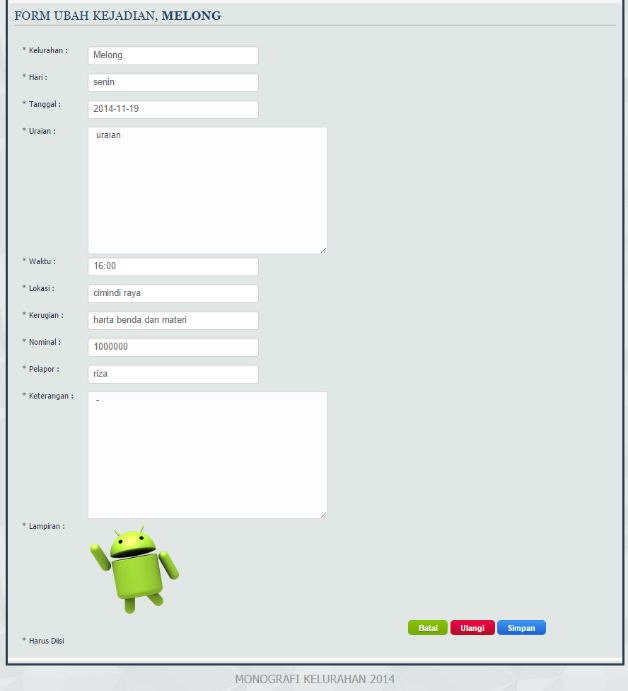 FORM UBAH KEJADIAN, MELONG
* Kelurahan : Melong
* Hari : senin
* Tanggal : 2014-11-19
* Uraian : uraian
* Waktu : 16:00
* Lokasi : cimindi raya
* Kerugian : harta benda dan materi
* Nominal : 1000000
* Pelapor : riza
* Keterangan : -
* Lampiran :
Batal Ulangi Simpan
* Harus Diisi
MONOGRAFI KELURAHAN 2014